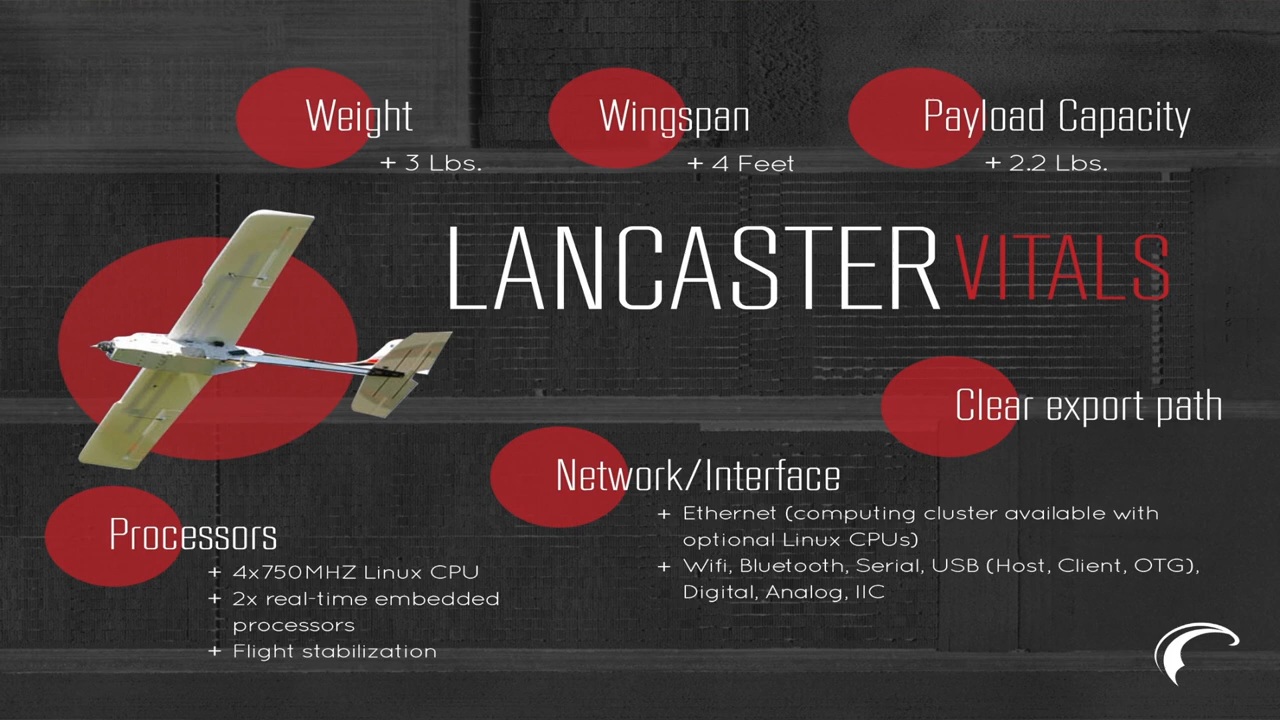 Weight
+ 3 Lbs.
Wingspan
+ 4 Feet
Payload Capacity
+ 2.2 Lbs.
LANCASTER VITALS
Clear export path
Network/Interface
+ Ethernet (computing cluster available with
optional Linux CPUs)
+ Wifi, Bluetooth, Serial, USB (Host, Client, OTG),
Digital, Analog, IIC
Processors
+ 4x750MHZ Linux CPU
+ 2x real-time embedded
processors
+ Flight stabilization